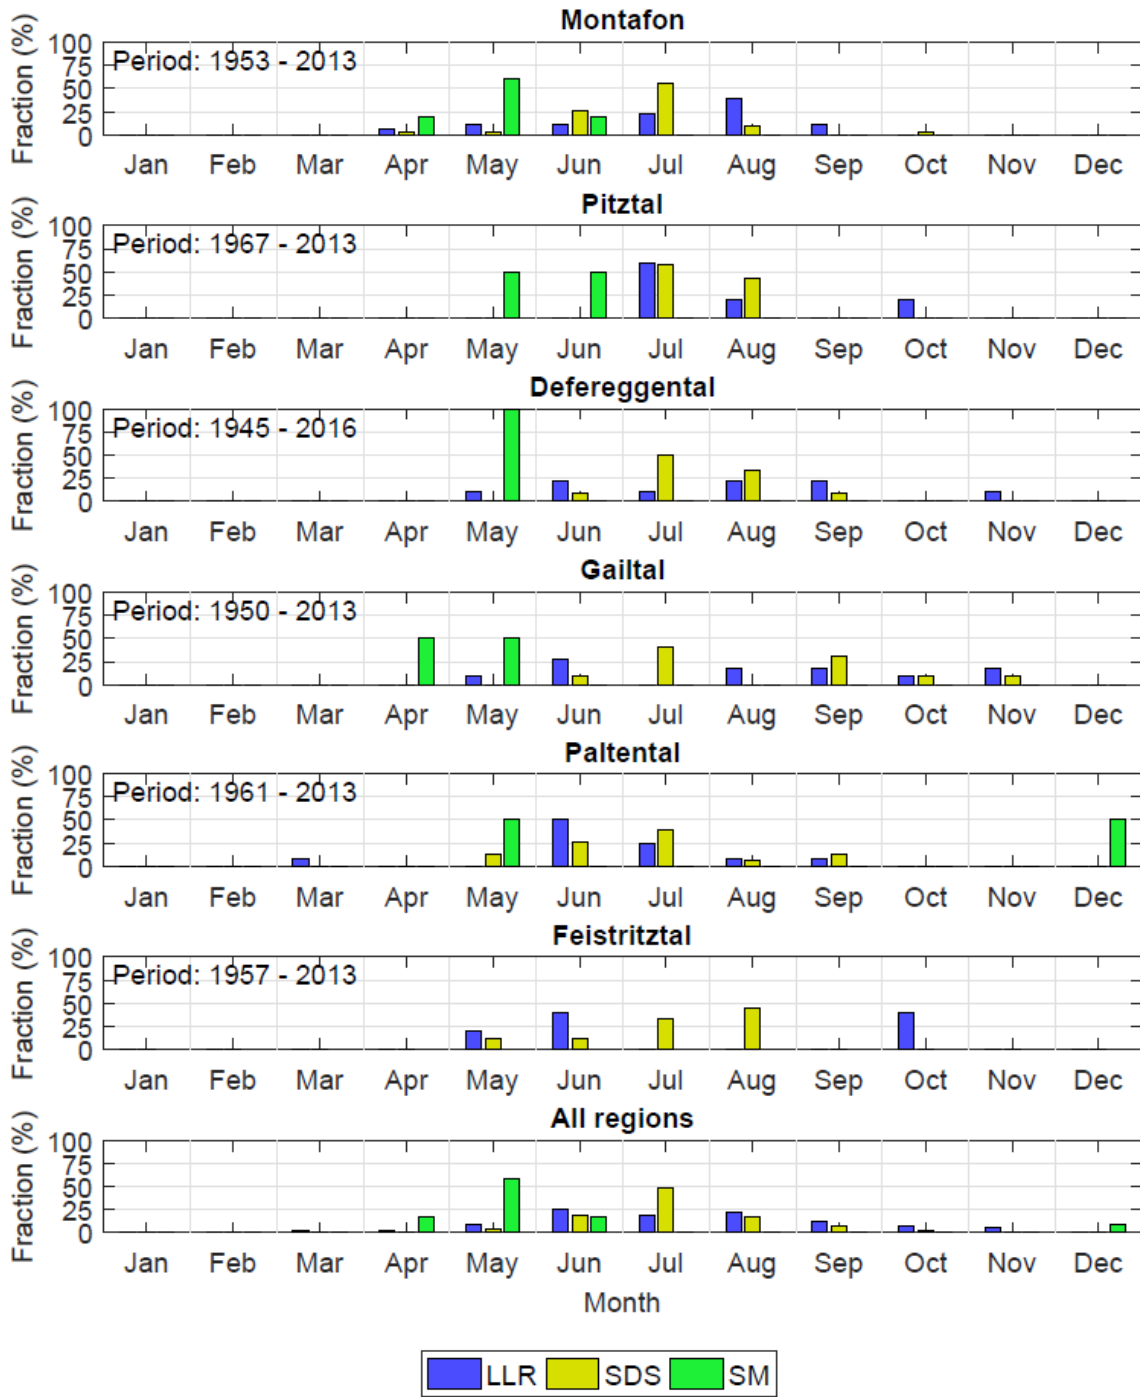 Montafon
Fraction (%)
100
75
50
25
0
Period: 1953 - 2013
Jan Feb Mar Apr May Jun Jul Aug Sep Oct Nov Dec
Pitztal
Fraction (%)
100
75
50
25
0
Period: 1967 - 2013
Jan Feb Mar Apr May Jun Jul Aug Sep Oct Nov Dec
Defereggental
Fraction (%)
100
75
50
25
0
Period: 1945 - 2016
Jan Feb Mar Apr May Jun Jul Aug Sep Oct Nov Dec
Gailtal
Fraction (%)
100
75
50
25
0
Period: 1950 - 2013
Jan Feb Mar Apr May Jun Jul Aug Sep Oct Nov Dec
Paltental
Fraction (%)
100
75
50
25
0
Period: 1961 - 2013
Jan Feb Mar Apr May Jun Jul Aug Sep Oct Nov Dec
Feistritztal
Fraction (%)
100
75
50
25
0
Period: 1957 - 2013
Jan Feb Mar Apr May Jun Jul Aug Sep Oct Nov Dec
All regions
Fraction (%)
100
75
50
25
0
Jan Feb Mar Apr May Jun Jul Aug Sep Oct Nov Dec
Month
LLR SDS SM